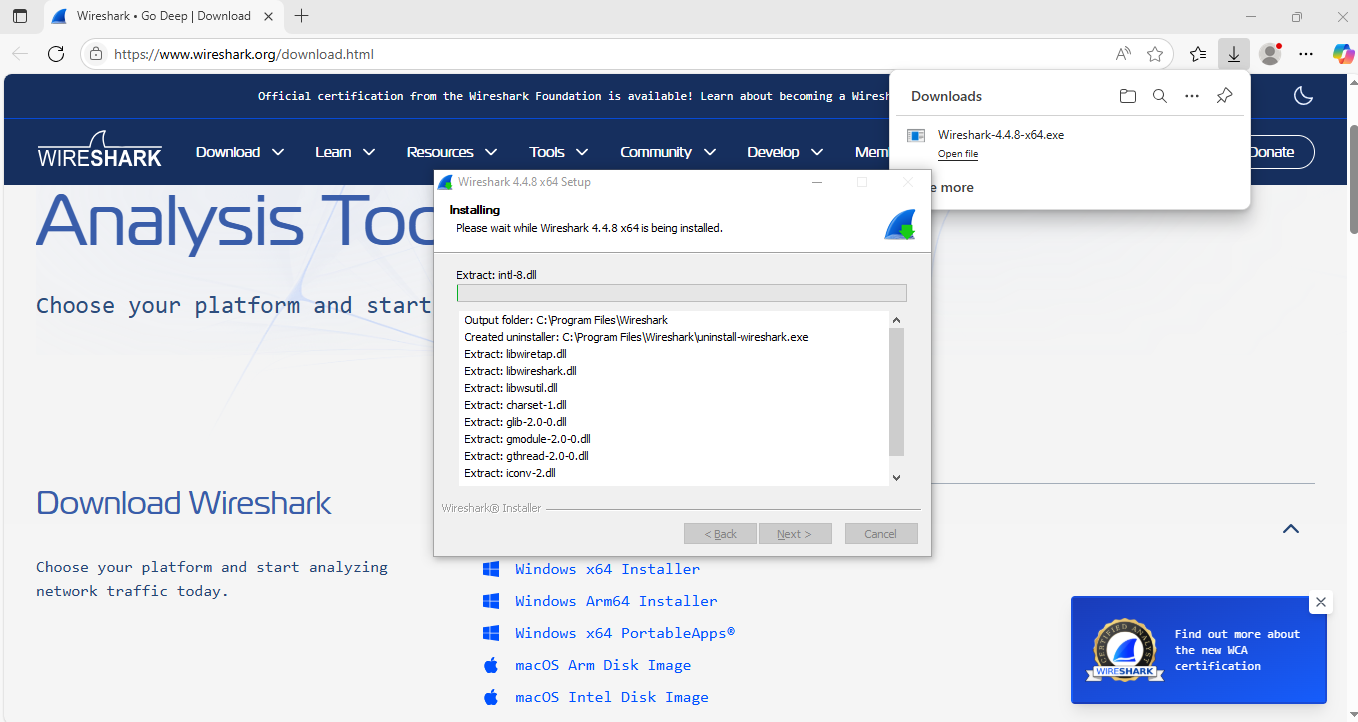 Wireshark • Go Deep | Download
https://www.wireshark.org/download.html
Official certification from the Wireshark Foundation is available! Learn about becoming a
Downloads
Wireshark-4.4.8-x64.exe
Open file
more
WIRESHARK
Download
Learn
Resources
Tools
Community
Develop
Donate
Analysis
Choose your platform and start
Wireshark 4.4.8 x64 Setup
Installing
Please wait while Wireshark 4.4.8 x64 is being installed.
Extract: intl-8.dll
Output folder: C:\Program Files\Wireshark
Created uninstaller: C:\Program Files\Wireshark\uninstall-wireshark.exe
Extract: libwiretap.dll
Extract: libwireshark.dll
Extract: libwsutil.dll
Extract: charset-1.dll
Extract: glib-2.0-0.dll
Extract: gmodule-2.0-0.dll
Extract: gthread-2.0-0.dll
Extract: iconv-2.dll
Wireshark® Installer
< Back
Next >
Cancel
Download Wireshark
Choose your platform and start analyzing
network traffic today.
Windows x64 Installer
Windows Arm64 Installer
Windows x64 PortableApps®
macOS Arm Disk Image
macOS Intel Disk Image
CERTIFIED ANALYST
WIRESHARK
Find out more about
the new WCA
certification